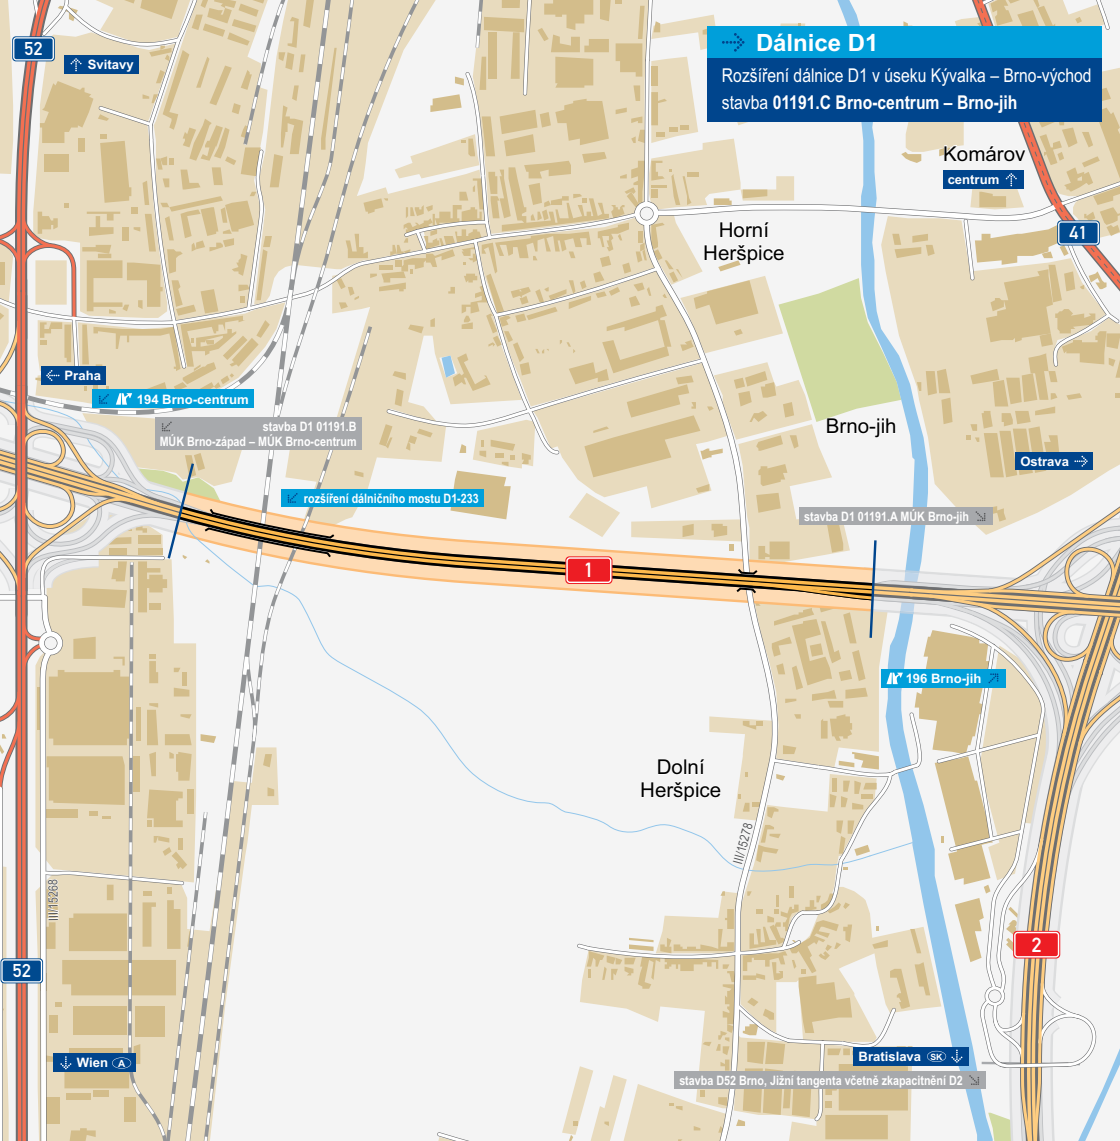 52
Svitavy
Dálnice D1
Rozšíření dálnice D1 v úseku Kývalka – Brno-východ
stavba 01191.C Brno-centrum – Brno-jih
Komárov
centrum
41
Horní
Heršpice
Praha
194 Brno-centrum
stavba D1 01191.B
MÚK Brno-západ – MÚK Brno-centrum
Brno-jih
Ostrava
rozšíření dálničního mostu D1-233
stavba D1 01191.A MÚK Brno-jih
1
196 Brno-jih
Dolní
Heršpice
III/15278
III/15268
52
2
Wien A
Bratislava SK
stavba D52 Brno, Jižní tangenta včetně zkapacitnění D2